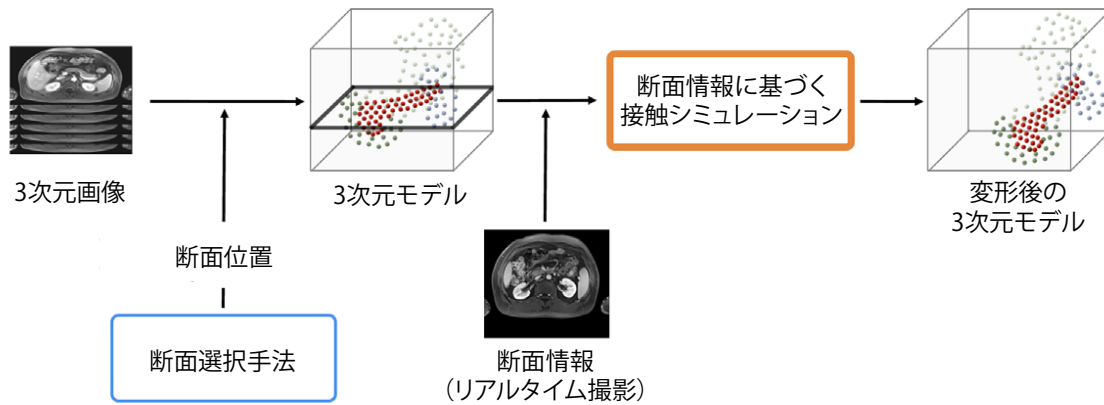 断面情報に基づく
接触シミュレーション
3次元画像
3次元モデル
変形後の
3次元モデル
断面位置
断面選択手法
断面情報
（リアルタイム撮影）